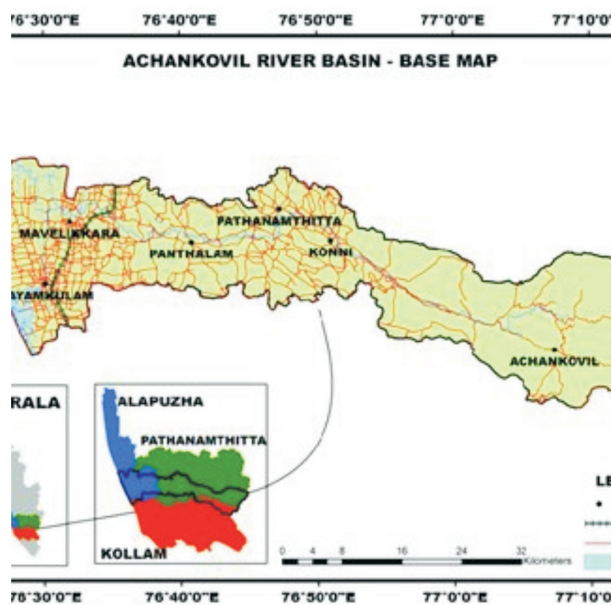 76°30'0"E 76°40'0"E 76°50'0"E 77°0'0"E 77°10'
ACHANKOVIL RIVER BASIN - BASE MAP
PATHANAMTHITTA
MAVELIKKARA
PANTHALAM
KONNI
AYAMKULAM
ACHANKOVIL
RALA
ALAPUZHA
PATHANAMTHITTA
KOLLAM
LE
0 4 8 16 24 32
Kilometers
76°30'0"E 76°40'0"E 76°50'0"E 77°0'0"E 77°10'0